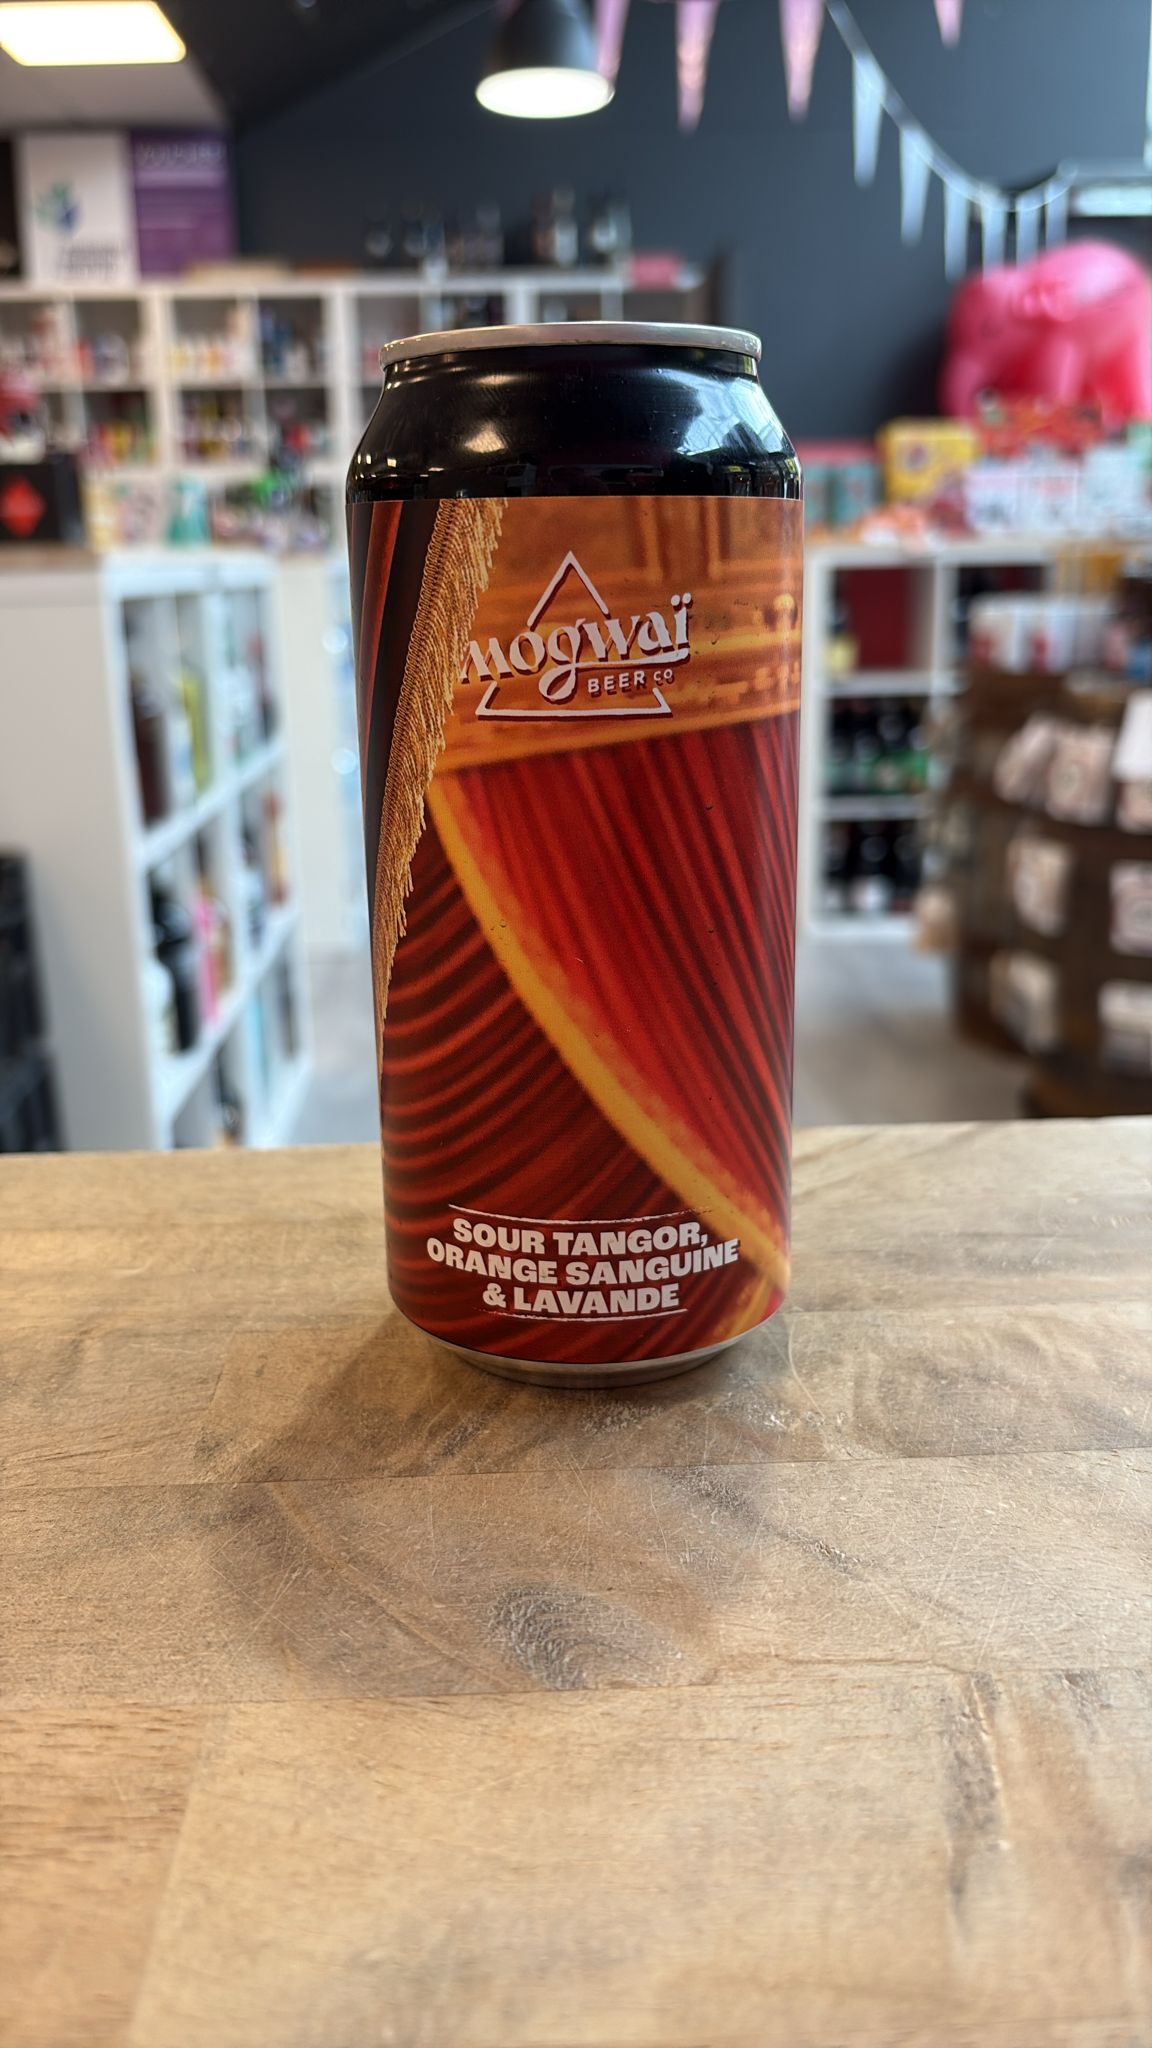 mogwaï
BEER CO
SOUR TANGOR,
ORANGE SANGUINE
& LAVANDE